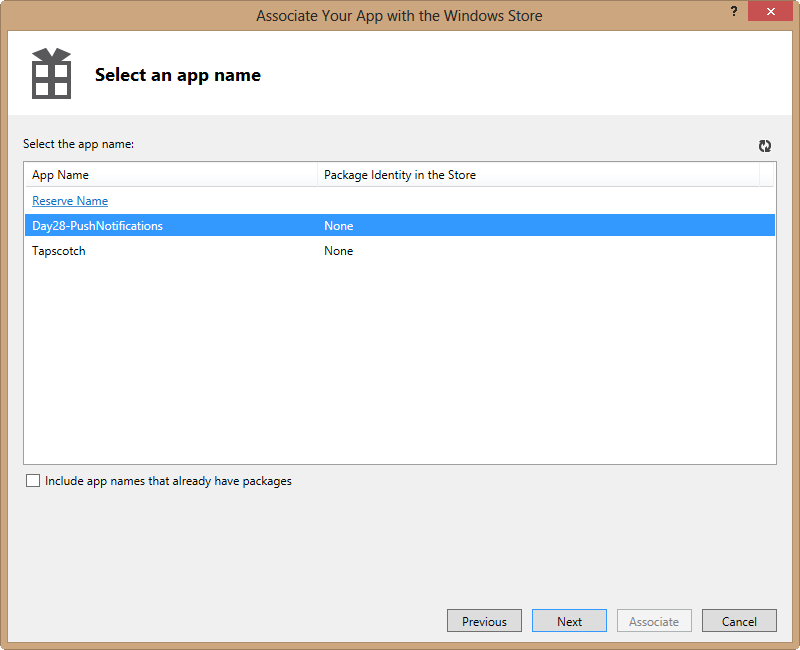 Associate Your App with the Windows Store
?
Select an app name
Select the app name:
App Name Package Identity in the Store
Reserve Name
Day28-PushNotifications None
Tapscotch None
Include app names that already have packages
Previous Next Associate Cancel